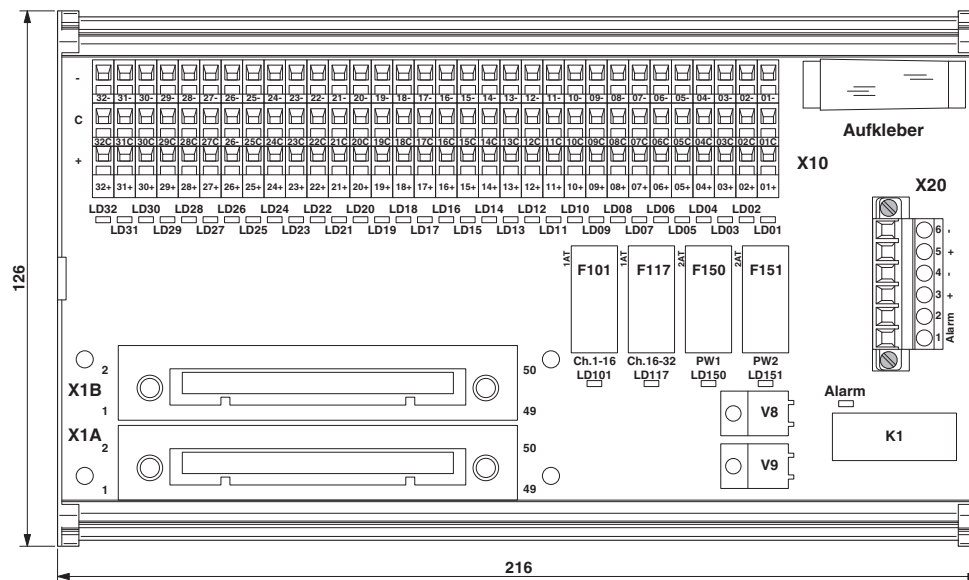 -
32- 31- 30- 29- 28- 27- 26- 25- 24- 23- 22- 21- 20- 19- 18- 17- 16- 15- 14- 13- 12- 11- 10- 09- 08- 07- 06- 05- 04- 03- 02- 01-
C
32C 31C 30C 29C 28C 27C 26- 25C 24C 23C 22C 21C 20C 19C 18C 17C 16C 15C 14C 13C 12C 11C 10C 09C 08C 07C 06C 05C 04C 03C 02C 01C
+
32+ 31+ 30+ 29+ 28+ 27+ 26+ 25+ 24+ 23+ 22+ 21+ 20+ 19+ 18+ 17+ 16+ 15+ 14+ 13+ 12+ 11+ 10+ 09+ 08+ 07+ 06+ 05+ 04+ 03+ 02+ 01+
LD32 LD30 LD28 LD26 LD24 LD22 LD20 LD18 LD16 LD14 LD12 LD10 LD08 LD06 LD04 LD02
LD31 LD29 LD27 LD25 LD23 LD21 LD19 LD17 LD15 LD13 LD11 LD09 LD07 LD05 LD03 LD01
Aufkleber
X10
X20
6 -
5 +
4 -
3 +
2
1
Alarm
1AT F101
1AT F117
2AT F150
2AT F151
Ch.1-16 Ch.16-32 PW1 PW2
LD101 LD117 LD150 LD151
X1B
2 50
1 49
X1A
2 50
1 49
V8
V9
Alarm
K1
126
216